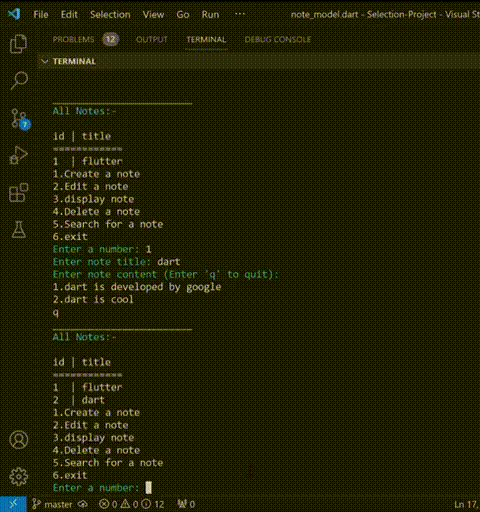 File Edit Selection View Go Run ··· note_model.dart - Selection-Project - Visual St
PROBLEMS 12 OUTPUT TERMINAL DEBUG CONSOLE
TERMINAL
________________________
All Notes:-
id | title
============
1 | flutter
1.Create a note
2.Edit a note
3.display note
4.Delete a note
5.Search for a note
6.exit
Enter a number: 1
Enter note title: dart
Enter note content (Enter 'q' to quit):
1.dart is developed by google
2.dart is cool
q
________________________
All Notes:-
id | title
============
1 | flutter
2 | dart
1.Create a note
2.Edit a note
3.display note
4.Delete a note
5.Search for a note
6.exit
Enter a number:
7
master 0 0 12 0 Ln 17,